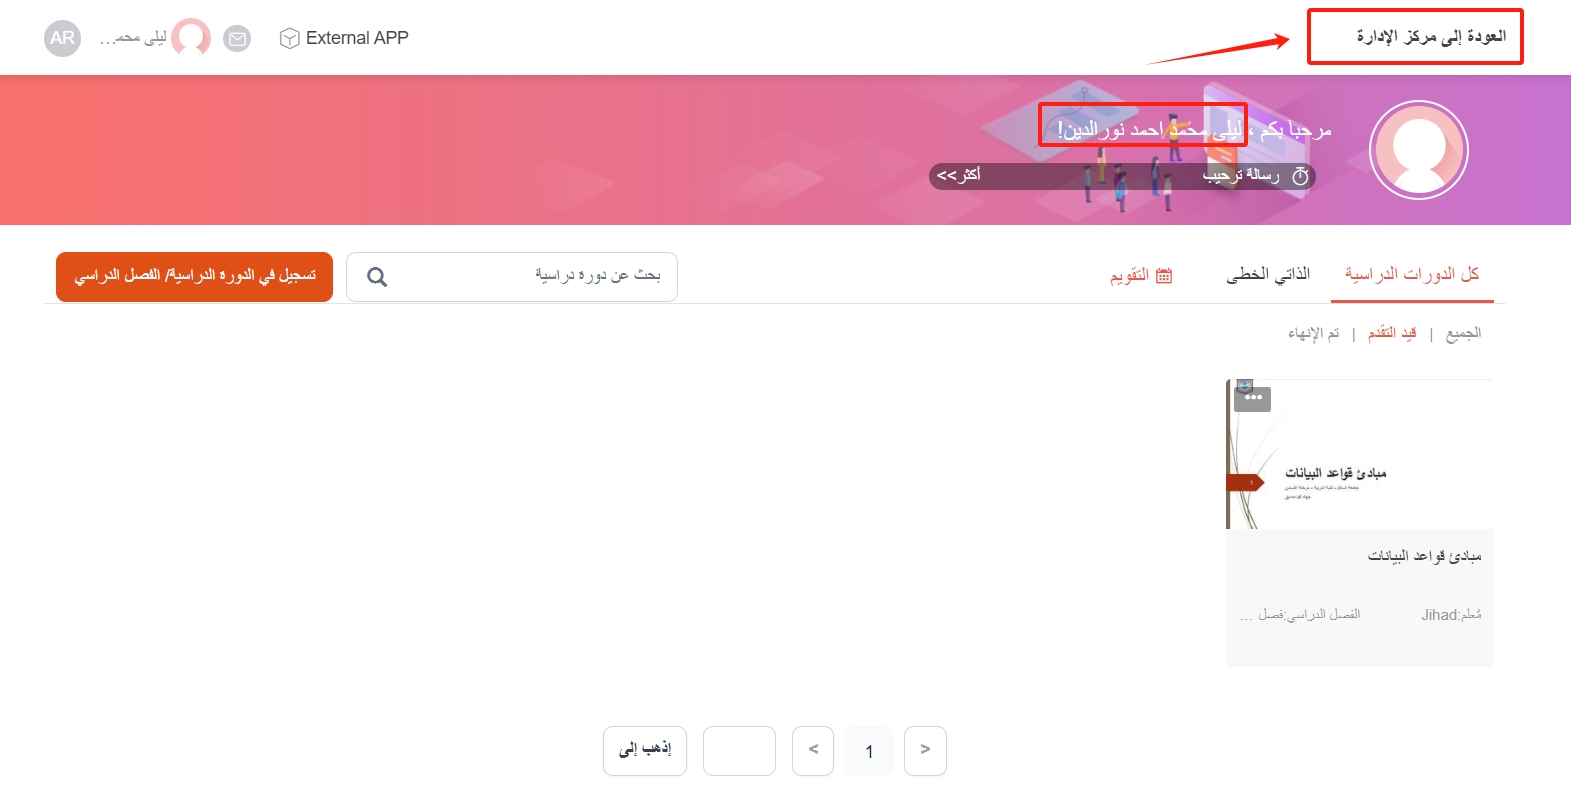 العودة إلى مركز الإدارة
External APP
ليلى محمـ...
AR
مرحباً بكم ، ليلى محمد احمد نورالدين!
رسالة ترحيب
أكثر>>
كل الدورات الدراسية
الذاتي الخطى
التقويم
بحث عن دورة دراسية
تسجيل في الدورة الدراسية/ الفصل الدراسي
الجميع | قيد التقدم | تم الإنهاء
مبادئ قواعد البيانات
1
مبادئ قواعد البيانات
مُعلم:Jihad
الفصل الدراسي:فصل ...
< 1 >
إذهب إلى